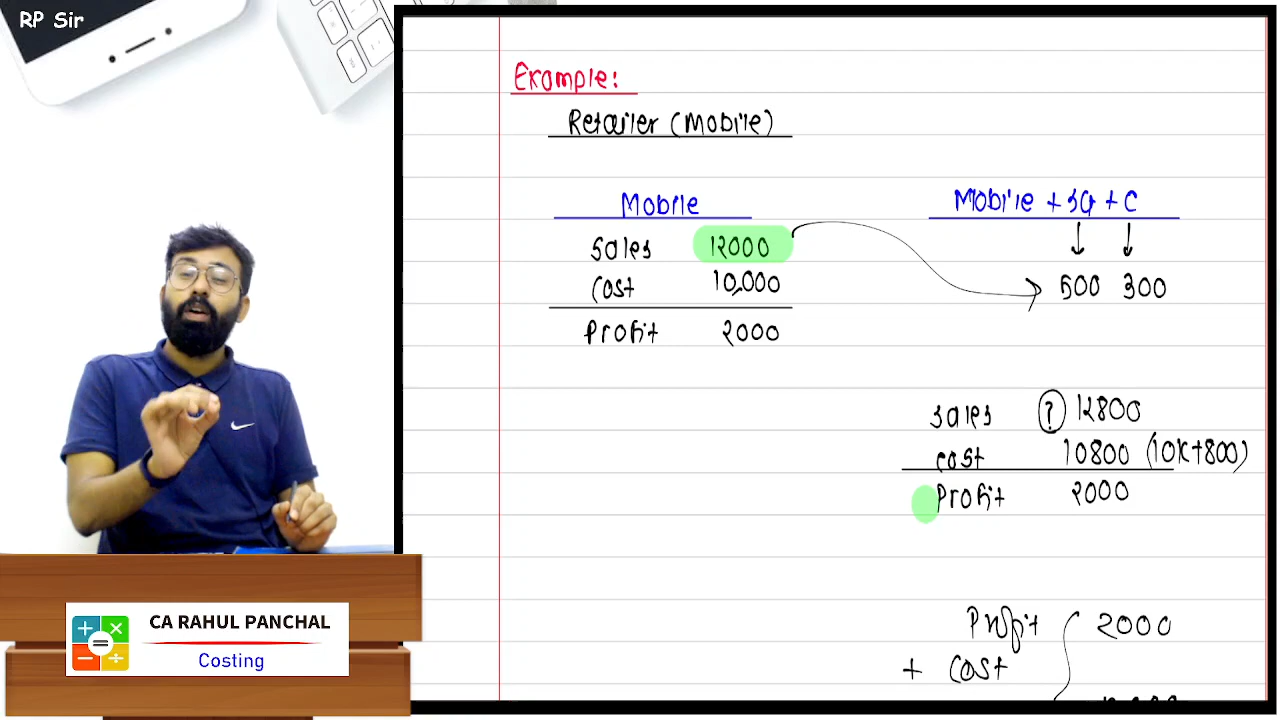 RP Sir
Example:
Retailer (Mobile)
Mobile
Sales 12000
Cost 10,000
Profit 2000
Mobile + SG + C
500 300
Sales ? 12800
Cost 10800 (10K+800)
Profit 2000
Profit 2000
+ Cost
CA RAHUL PANCHAL
Costing